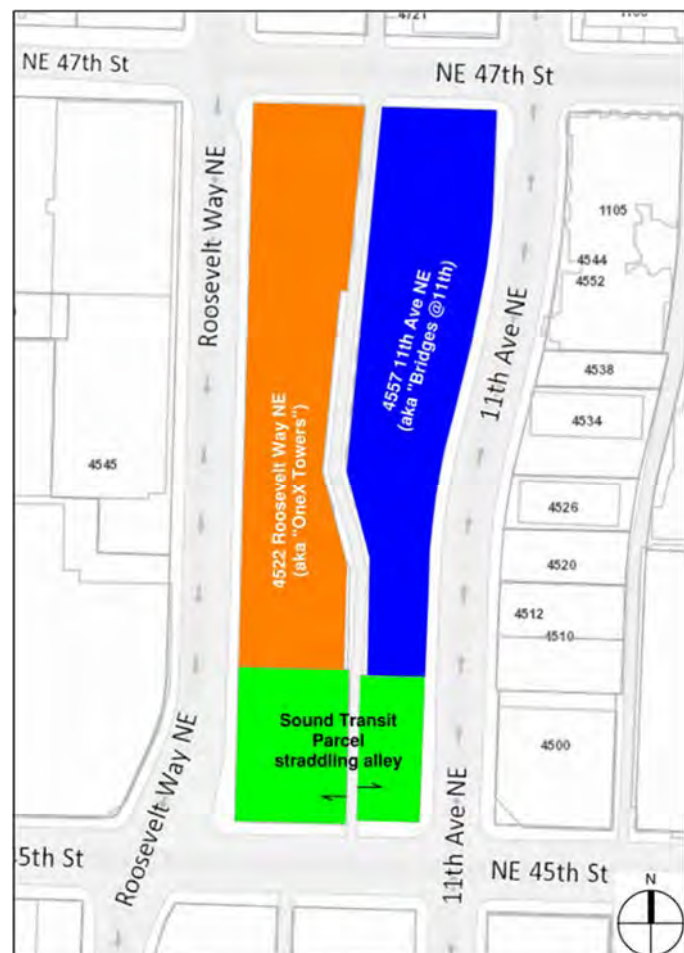 4721
NE 47th St
NE 47th St
Roosevelt Way NE
1105
4544
4552
4557 11th Ave NE
(aka "Bridges @11th)
11th Ave NE
4538
4534
4522 Roosevelt Way NE
(aka "OneX Towers")
4545
4526
4520
4512
4510
Sound Transit
Parcel
straddling alley
4500
Roosevelt Way NE
11th Ave NE
45th St
NE 45th St
N